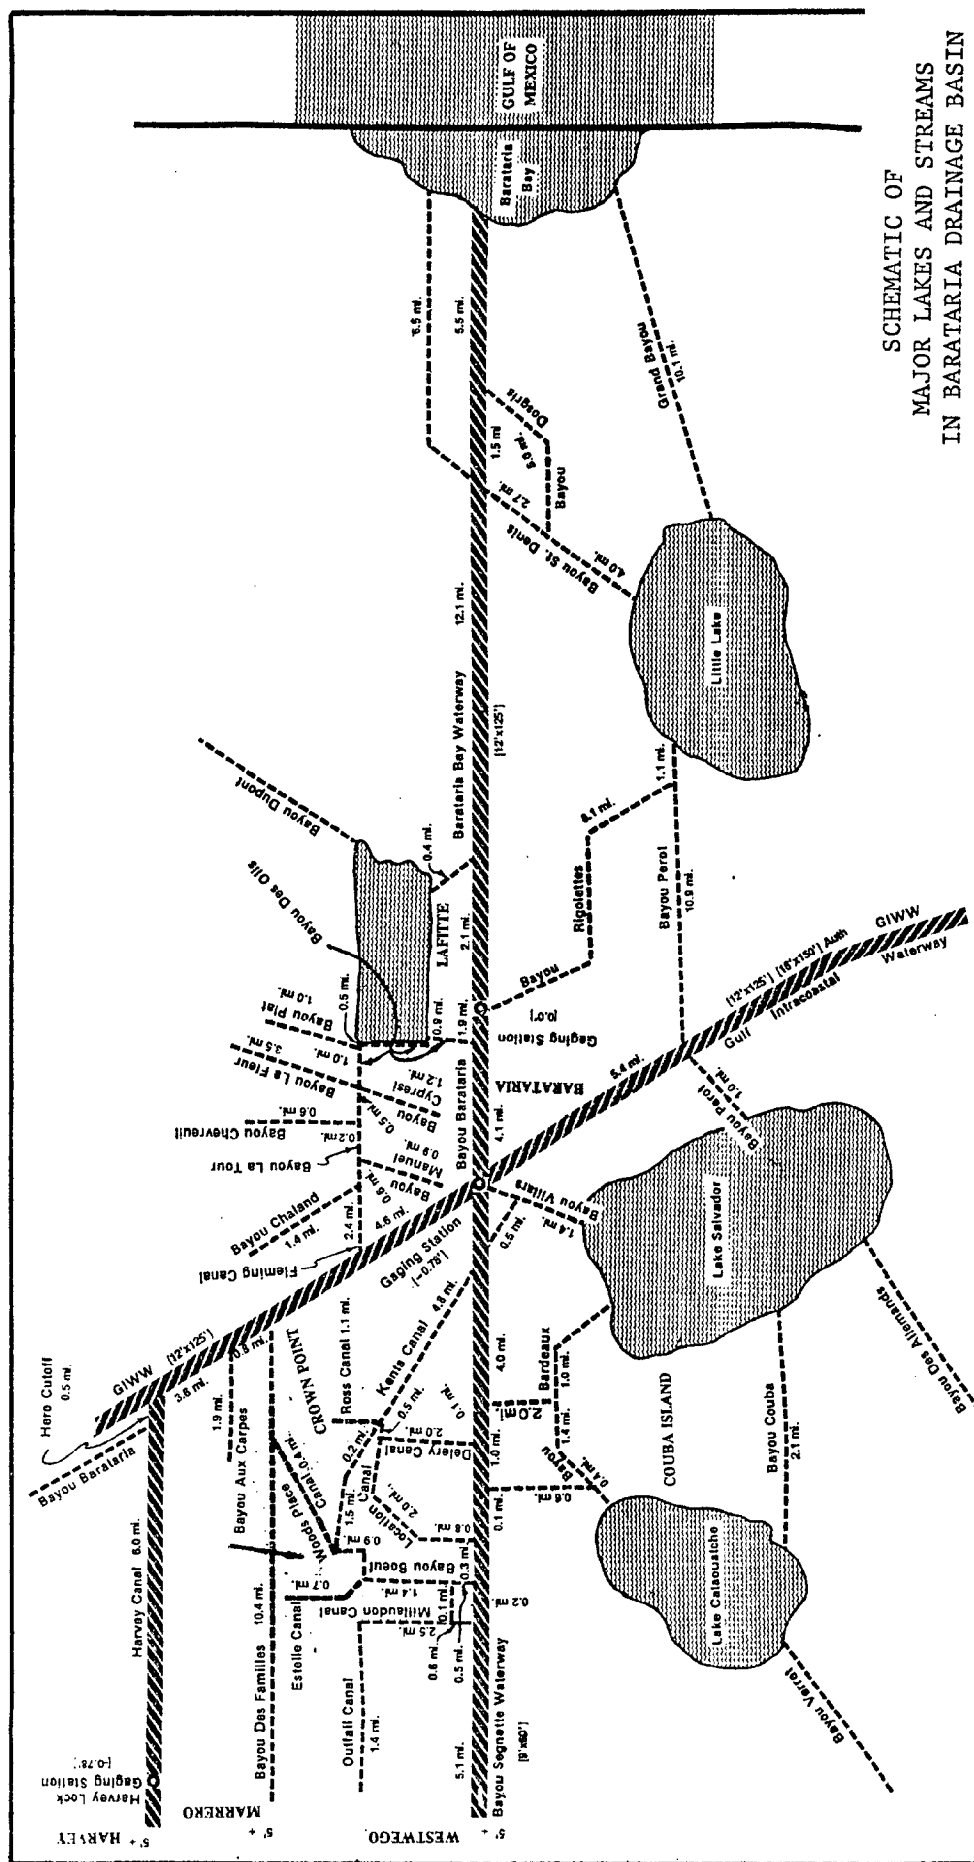 SCHEMATIC OF
MAJOR LAKES AND STREAMS
IN BARATARIA DRAINAGE BASIN
GULF OF
MEXICO
Barataria
Bay
6.5 mi.
5.5 mi.
Grand Bayou
10.1 mi.
Dosgris
5.0 mi.
1.5 mi
Bayou
2.7 mi.
Bayou St. Denis
4.0 mi.
Little Lake
12.1 mi.
Barataria Bay Waterway
[12'x125']
Bayou Dupont
Bayou Des Oils
0.4 mi.
LAFITTE
2.1 mi.
1.1 mi.
Rigolettes
Bayou
Bayou Perot
10.9 mi.
Gaging Station
[0.0']
[12'x125'] [16'x150'] Auth
GIWW
Gulf Intracoastal Waterway
5.4 mi.
0.5 mi.
1.0 mi.
Bayou Plat
1.0 mi.
3.5 mi.
Bayou La Fleur
0.9 mi.
1.9 mi.
1.2 mi.
Cypresi
Bayou
0.5 mi.
0.6 mi.
Bayou Chevreuil
0.2 mi.
Bayou La Tour
0.9 mi.
Manuel
Bayou
0.6 mi.
Bayou Barataria
4.1 mi.
BARATARIA
Bayou Perot
1.0 mi.
Bayou Chaland
1.4 mi.
2.4 mi.
Fleming Canal
4.6 mi.
Gaging Station
[-0.78']
Bayou Villars
1.4 mi.
0.5 mi.
Lake Salvador
Bayou Des Allemands
Hero Cutoff
0.5 mi.
GIWW
[12'x125']
3.8 mi.
0.8 mi.
Bayou Barataria
1.9 mi.
Bayou Aux Carpes
CROWN POINT
Ross Canal 1.1 mi.
Kents Canal
4.8 mi.
4.0 mi.
Bardeaux
1.0 mi.
2.0 mi.
1.4 mi.
Bayou
0.4 mi.
0.6 mi.
COUBA ISLAND
Bayou Couba
2.1 mi.
Lake Cataouatche
Bayou Verret
Harvey Canal 6.0 mi.
Bayou Des Familles 10.4 mi.
Woods Place
Canal 0.4 mi.
0.2 mi.
0.5 mi.
2.0 mi.
Delery Canal
0.1 mi.
1.0 mi.
1.5 mi.
Canal
Location
2.0 mi.
0.8 mi.
0.1 mi.
0.9 mi.
0.7 mi.
Estelle Canal
Bayou Boeuf
1.4 mi.
0.3 mi.
0.2 mi.
Millaudon Canal
2.5 mi.
0.1 mi.
0.6 mi.
0.5 mi.
Outfall Canal
1.4 mi.
5.1 mi.
Bayou Segnette Waterway
[9'x60']
Harvey Lock
Gaging Station
[-0.78']
5' + HARVEY
MARRERO
5' +
WESTWEGO
5' +